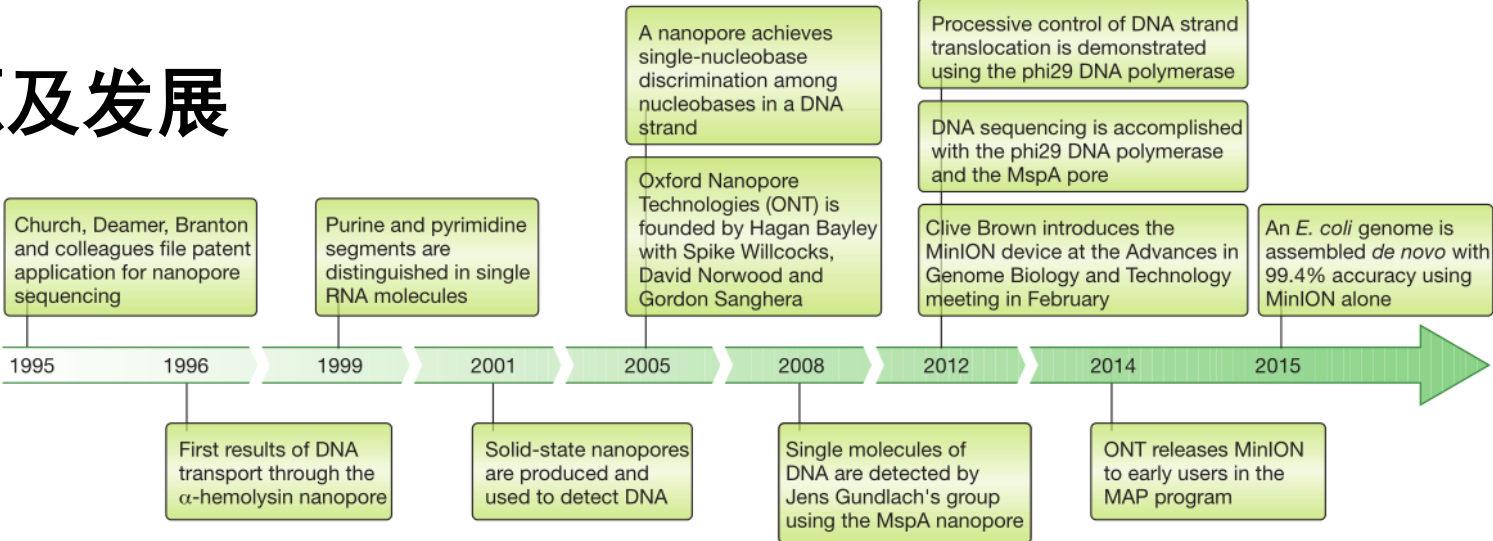 及发展
A nanopore achieves
single-nucleobase
discrimination among
nucleobases in a DNA
strand
Processive control of DNA strand
translocation is demonstrated
using the phi29 DNA polymerase
DNA sequencing is accomplished
with the phi29 DNA polymerase
and the MspA pore
Church, Deamer, Branton
and colleagues file patent
application for nanopore
sequencing
Purine and pyrimidine
segments are
distinguished in single
RNA molecules
Oxford Nanopore
Technologies (ONT) is
founded by Hagan Bayley
with Spike Willcocks,
David Norwood and
Gordon Sanghera
Clive Brown introduces the
MinION device at the Advances in
Genome Biology and Technology
meeting in February
An E. coli genome is
assembled de novo with
99.4% accuracy using
MinION alone
1995 1996 1999 2001 2005 2008 2012 2014 2015
First results of DNA
transport through the
α-hemolysin nanopore
Solid-state nanopores
are produced and
used to detect DNA
Single molecules of
DNA are detected by
Jens Gundlach's group
using the MspA nanopore
ONT releases MinION
to early users in the
MAP program